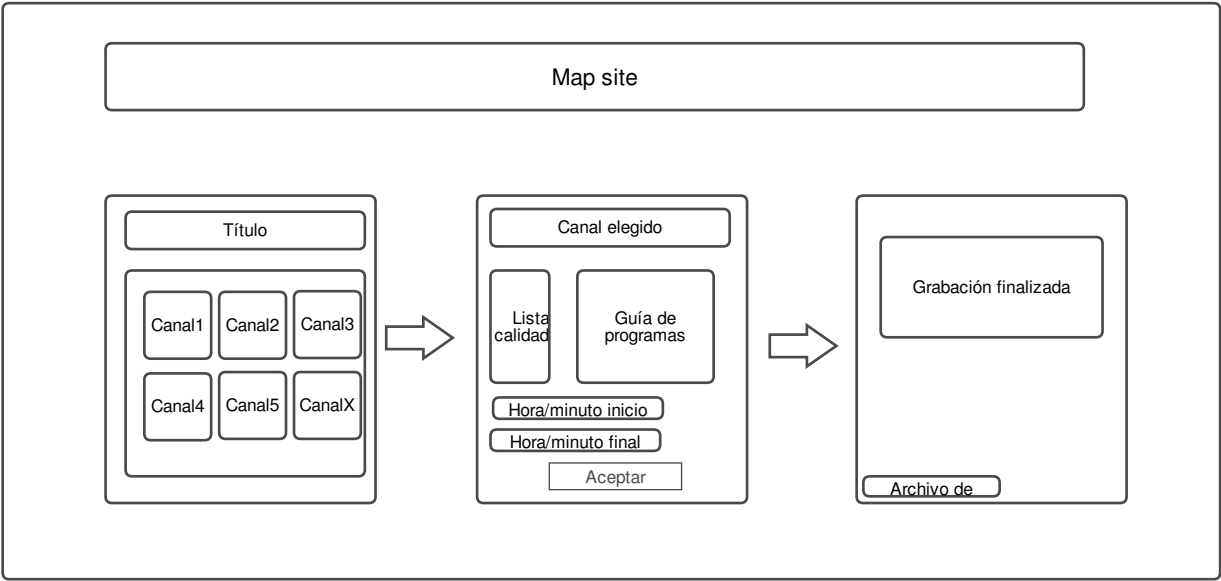 Map site
Título
Canal1 Canal2 Canal3
Canal4 Canal5 CanalX
Canal elegido
Lista
calidad
Guía de
programas
Hora/minuto inicio
Hora/minuto final
Aceptar
Grabación finalizada
Archivo de